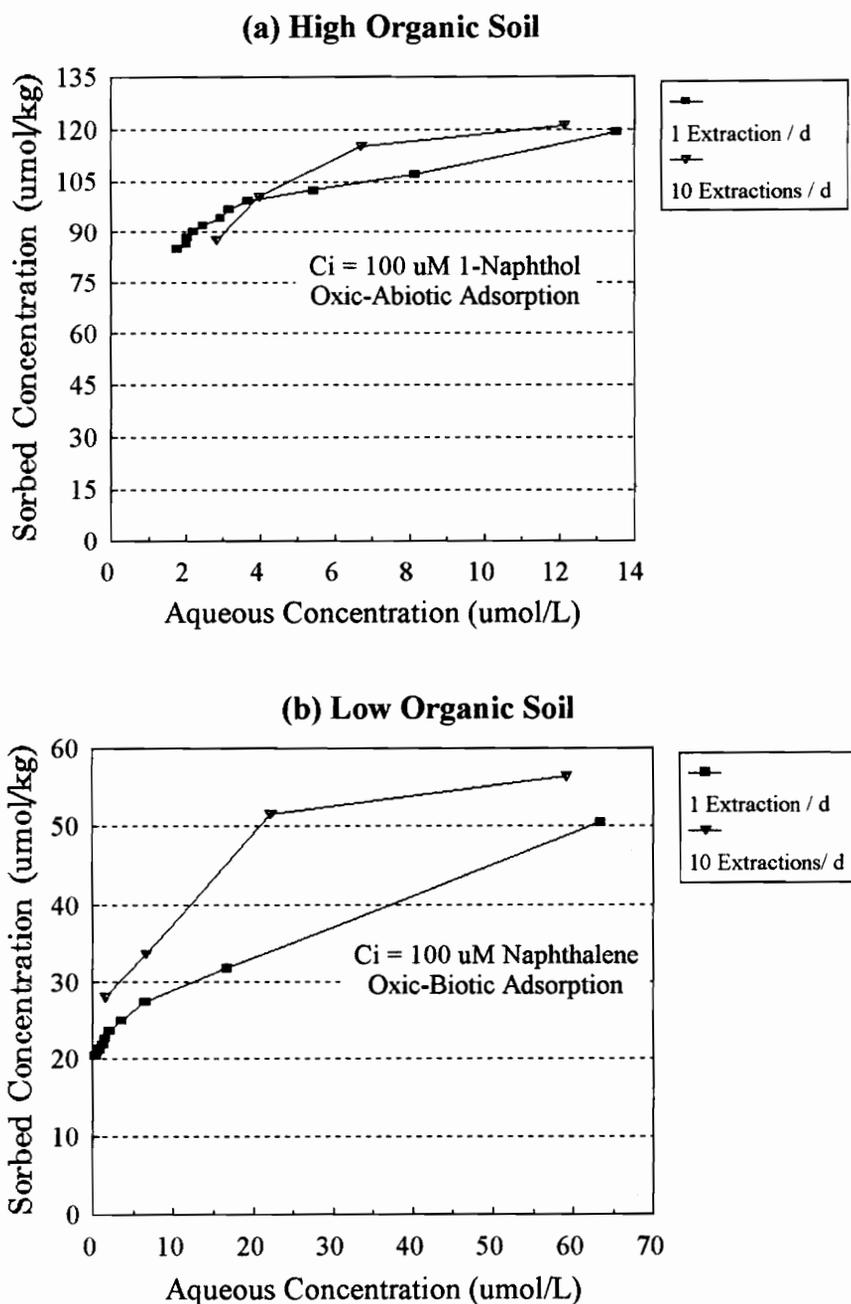 (a) High Organic Soil
Sorbed Concentration (umol/kg)
135
120
105
90
75
60
45
30
15
0
Ci = 100 uM 1-Naphthol
Oxic-Abiotic Adsorption
0 2 4 6 8 10 12 14
Aqueous Concentration (umol/L)
1 Extraction / d
10 Extractions / d
(b) Low Organic Soil
Sorbed Concentration (umol/kg)
60
50
40
30
20
10
0
Ci = 100 uM Naphthalene
Oxic-Biotic Adsorption
0 10 20 30 40 50 60 70
Aqueous Concentration (umol/L)
1 Extraction / d
10 Extractions/ d